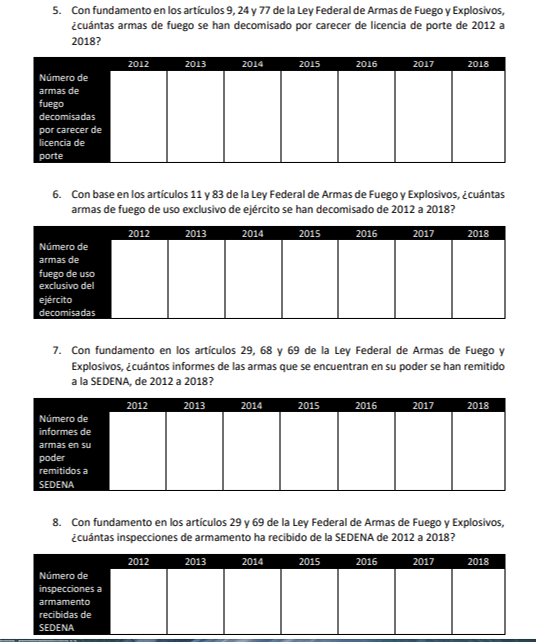 5. Con fundamento en los artículos 9, 24 y 77 de la Ley Federal de Armas de Fuego y Explosivos,
¿cuántas armas de fuego se han decomisado por carecer de licencia de porte de 2012 a
2018?
2012 2013 2014 2015 2016 2017 2018
Número de
armas de
fuego
decomisadas
por carecer de
licencia de
porte
6. Con base en los artículos 11 y 83 de la Ley Federal de Armas de Fuego y Explosivos, ¿cuántas
armas de fuego de uso exclusivo de ejército se han decomisado de 2012 a 2018?
2012 2013 2014 2015 2016 2017 2018
Número de
armas de
fuego de uso
exclusivo del
ejército
decomisadas
7. Con fundamento en los artículos 29, 68 y 69 de la Ley Federal de Armas de Fuego y
Explosivos, ¿cuántos informes de las armas que se encuentran en su poder se han remitido
a la SEDENA, de 2012 a 2018?
2012 2013 2014 2015 2016 2017 2018
Número de
informes de
armas en su
poder
remitidos a
SEDENA
8. Con fundamento en los artículos 29 y 69 de la Ley Federal de Armas de Fuego y Explosivos,
¿cuántas inspecciones de armamento ha recibido de la SEDENA de 2012 a 2018?
2012 2013 2014 2015 2016 2017 2018
Número de
inspecciones a
armamento
recibidas de
SEDENA